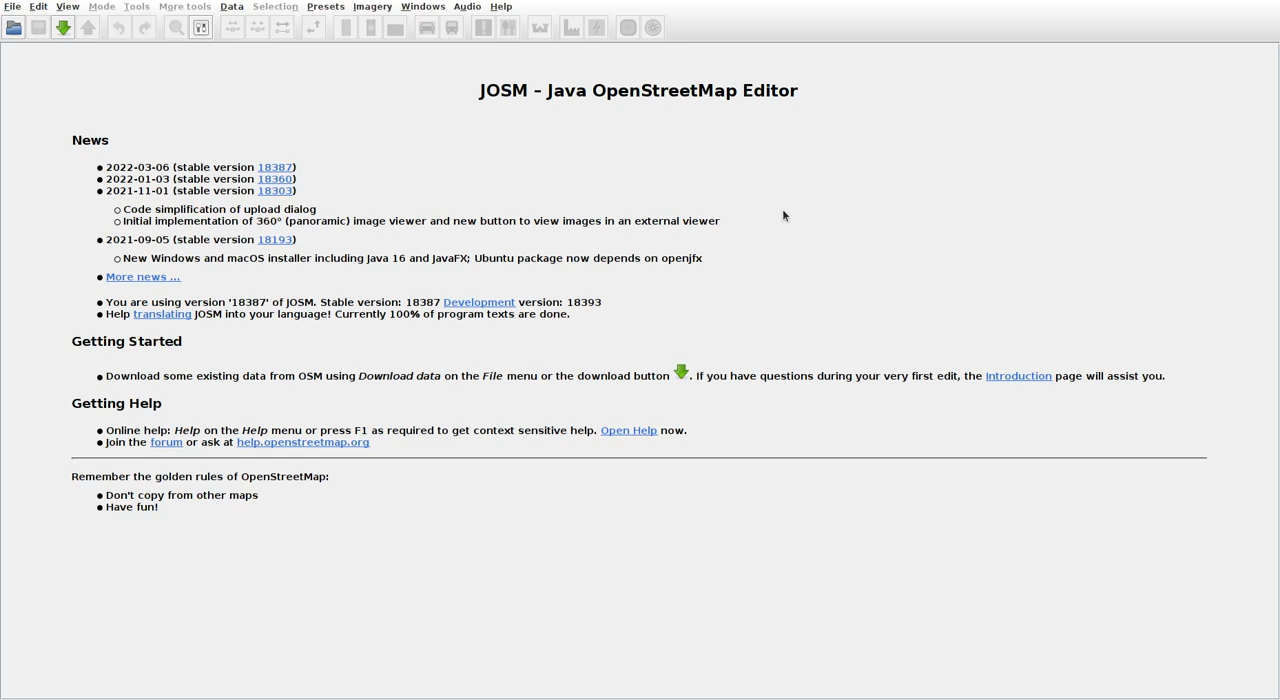 File Edit View Mode Tools More tools Data Selection Presets Imagery Windows Audio Help
JOSM – Java OpenStreetMap Editor
News
2022-03-06 (stable version 18387)
2022-01-03 (stable version 18360)
2021-11-01 (stable version 18303)
Code simplification of upload dialog
Initial implementation of 360° (panoramic) image viewer and new button to view images in an external viewer
2021-09-05 (stable version 18193)
New Windows and macOS installer including Java 16 and JavaFX; Ubuntu package now depends on openjfx
More news ...
You are using version '18387' of JOSM. Stable version: 18387 Development version: 18393
Help translating JOSM into your language! Currently 100% of program texts are done.
Getting Started
Download some existing data from OSM using Download data on the File menu or the download button . If you have questions during your very first edit, the Introduction page will assist you.
Getting Help
Online help: Help on the Help menu or press F1 as required to get context sensitive help. Open Help now.
Join the forum or ask at help.openstreetmap.org
Remember the golden rules of OpenStreetMap:
Don't copy from other maps
Have fun!